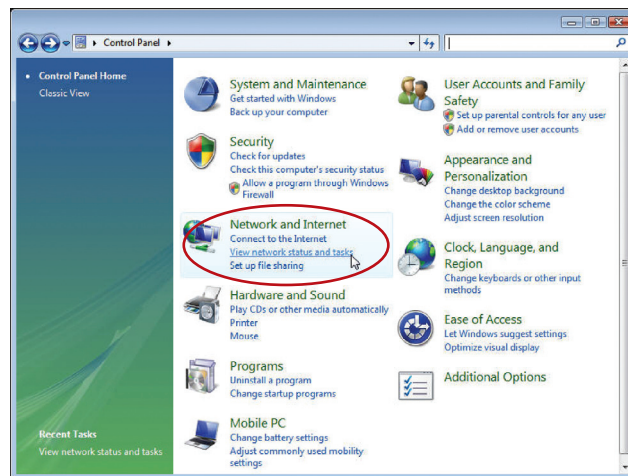 Control Panel
Control Panel Home
Classic View
System and Maintenance
Get started with Windows
Back up your computer
Security
Check for updates
Check this computer's security status
Allow a program through Windows
Firewall
Network and Internet
Connect to the Internet
View network status and tasks
Set up file sharing
Hardware and Sound
Play CDs or other media automatically
Printer
Mouse
Programs
Uninstall a program
Change startup programs
Mobile PC
Change battery settings
Adjust commonly used mobility
settings
User Accounts and Family
Safety
Set up parental controls for any user
Add or remove user accounts
Appearance and
Personalization
Change desktop background
Change the color scheme
Adjust screen resolution
Clock, Language, and
Region
Change keyboards or other input
methods
Ease of Access
Let Windows suggest settings
Optimize visual display
Additional Options
Recent Tasks
View network status and tasks